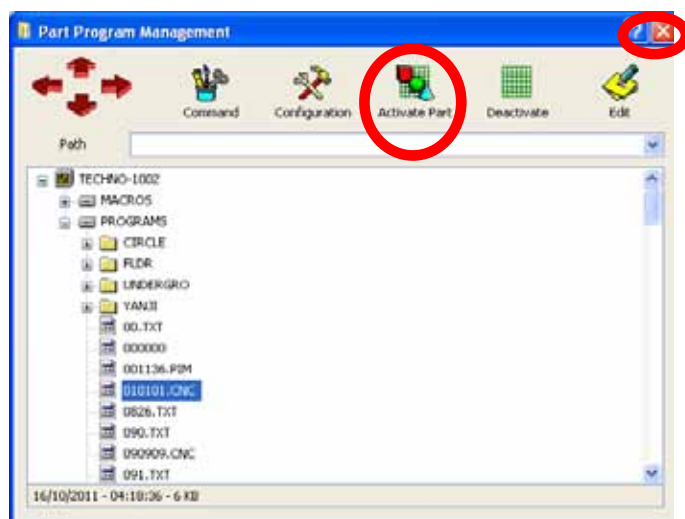 Part Program Management
Command Configuration Activate Part Deactivate Edit
Path
TECHNO-1002
MACROS
PROGRAMS
CIRCLE
FLDR
UNDERGRO
YANJI
00.TXT
000000
001136.PIM
010101.CNC
0826.TXT
090.TXT
090909.CNC
091.TXT
16/10/2011 - 04:18:36 - 6 KB